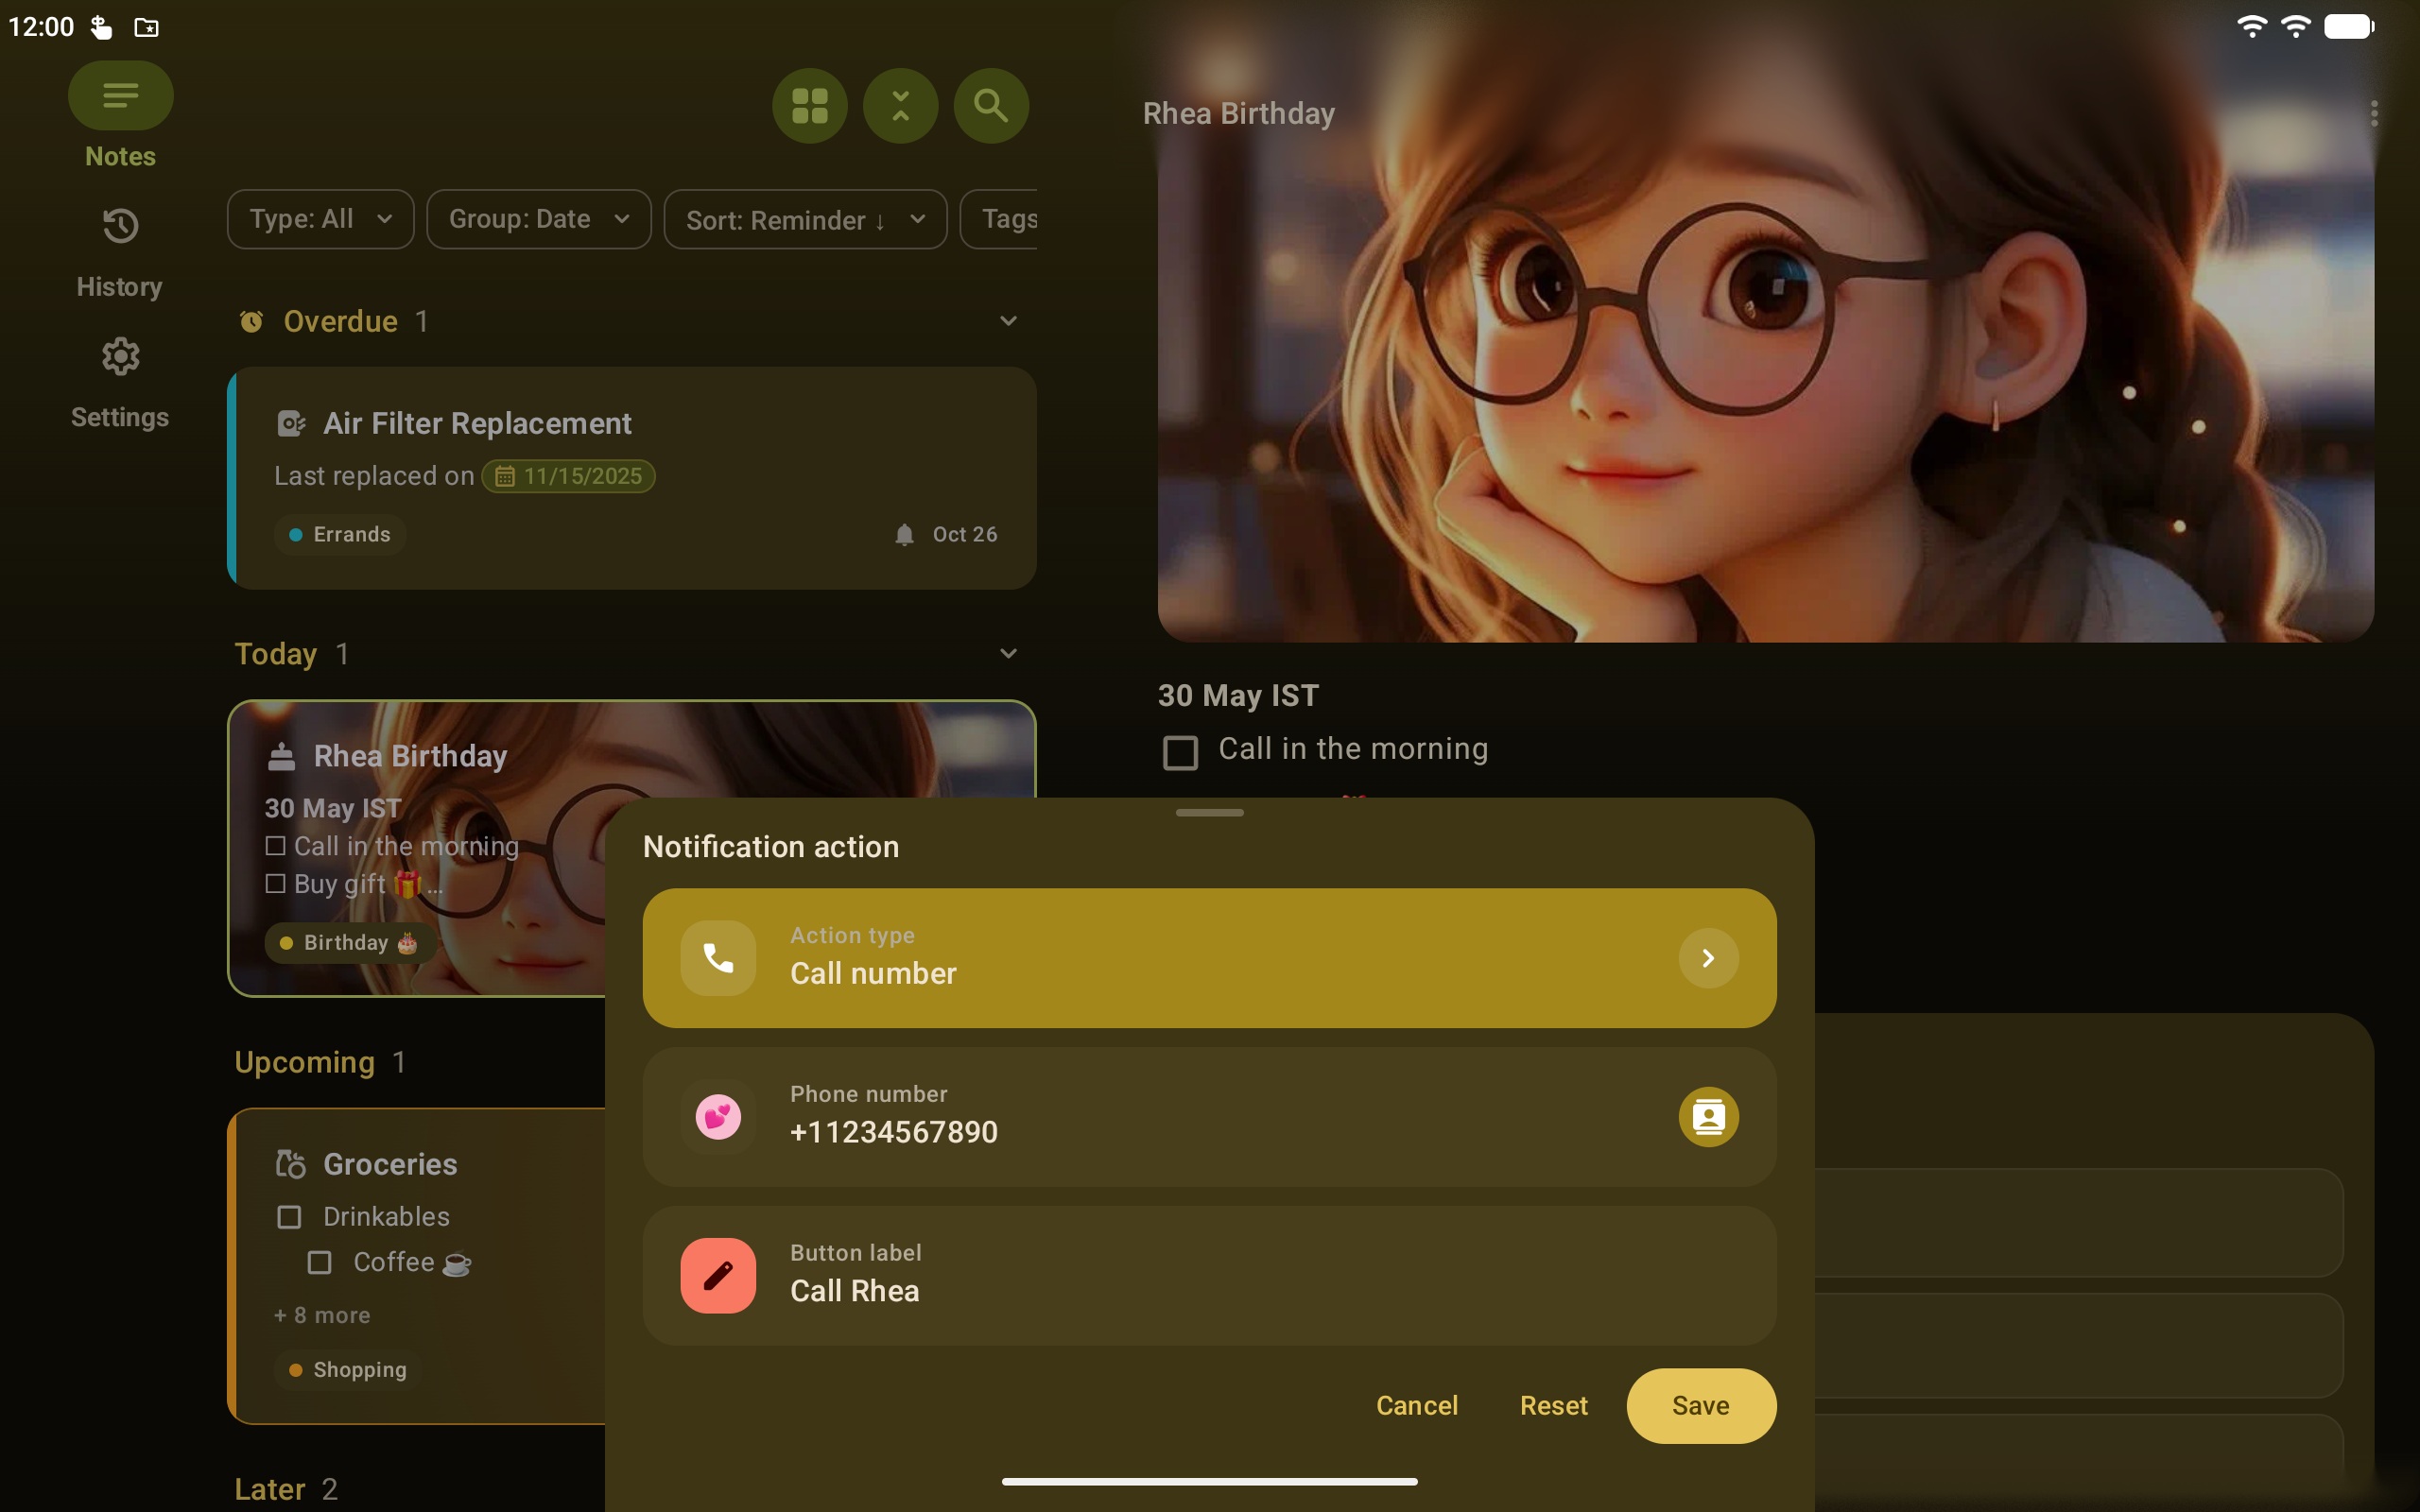 12:00
Notes
History
Settings
Type: All
Group: Date
Sort: Reminder ↓
Tags
Overdue 1
Air Filter Replacement
Last replaced on 11/15/2025
Errands
Oct 26
Today 1
Rhea Birthday
30 May IST
☐ Call in the morning
☐ Buy gift 🎁...
Birthday 🎂
Upcoming 1
Groceries
Drinkables
Coffee ☕
+ 8 more
Shopping
Later 2
Rhea Birthday
30 May IST
Call in the morning
Notification action
Action type
Call number
Phone number
+11234567890
Button label
Call Rhea
Cancel
Reset
Save